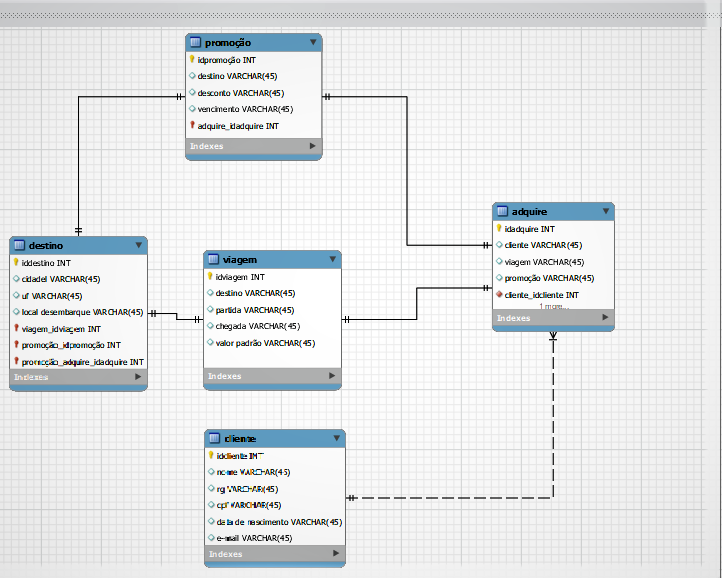 promoção
idpromoção INT
destino VARCHAR(45)
desconto VARCHAR(45)
vencimento VARCHAR(45)
adquire_idadquire INT
Indexes
adquire
idadquire INT
cliente VARCHAR(45)
viagem VARCHAR(45)
promoção VARCHAR(45)
cliente_idcliente INT
1 more...
Indexes
destino
iddestino INT
cidadel VARCHAR(45)
uf VARCHAR(45)
local desembarque VARCHAR(45)
viagem_idviagem INT
promoção_idpromoção INT
promoção_adquire_idadquire INT
Indexes
viagem
idviagem INT
destino VARCHAR(45)
partida VARCHAR(45)
chegada VARCHAR(45)
valor padrão VARCHAR(45)
Indexes
cliente
idcliente INT
nome VARCHAR(45)
rg VARCHAR(45)
cpf VARCHAR(45)
data de nascimento VARCHAR(45)
e-mail VARCHAR(45)
Indexes